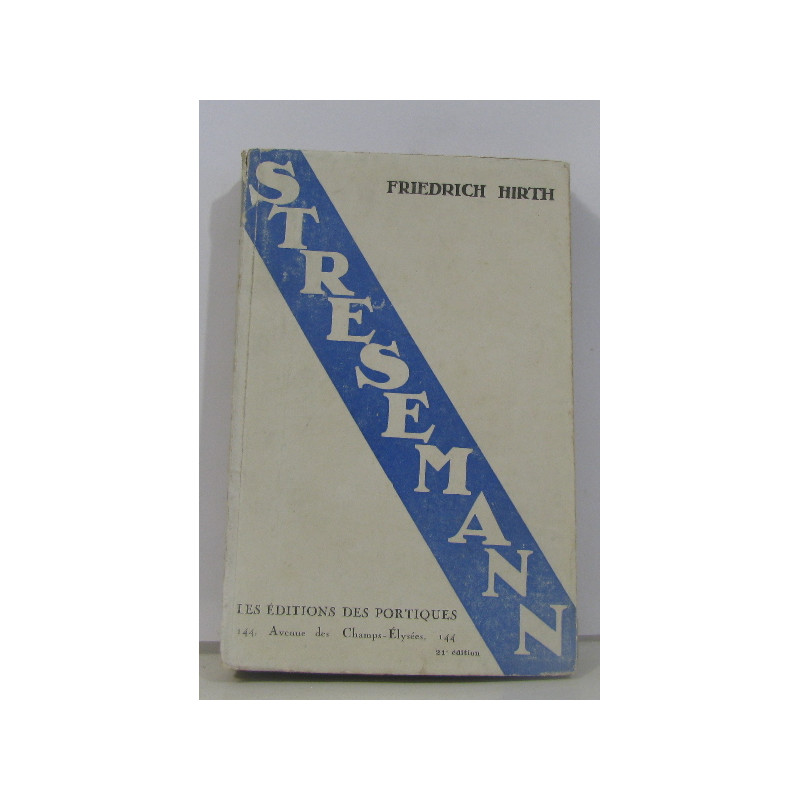 FRIEDRICH HIRTH
STRESEMANN
LES ÉDITIONS DES PORTIQUES
144, Avenue des Champs-Élysées, 144
21e édition